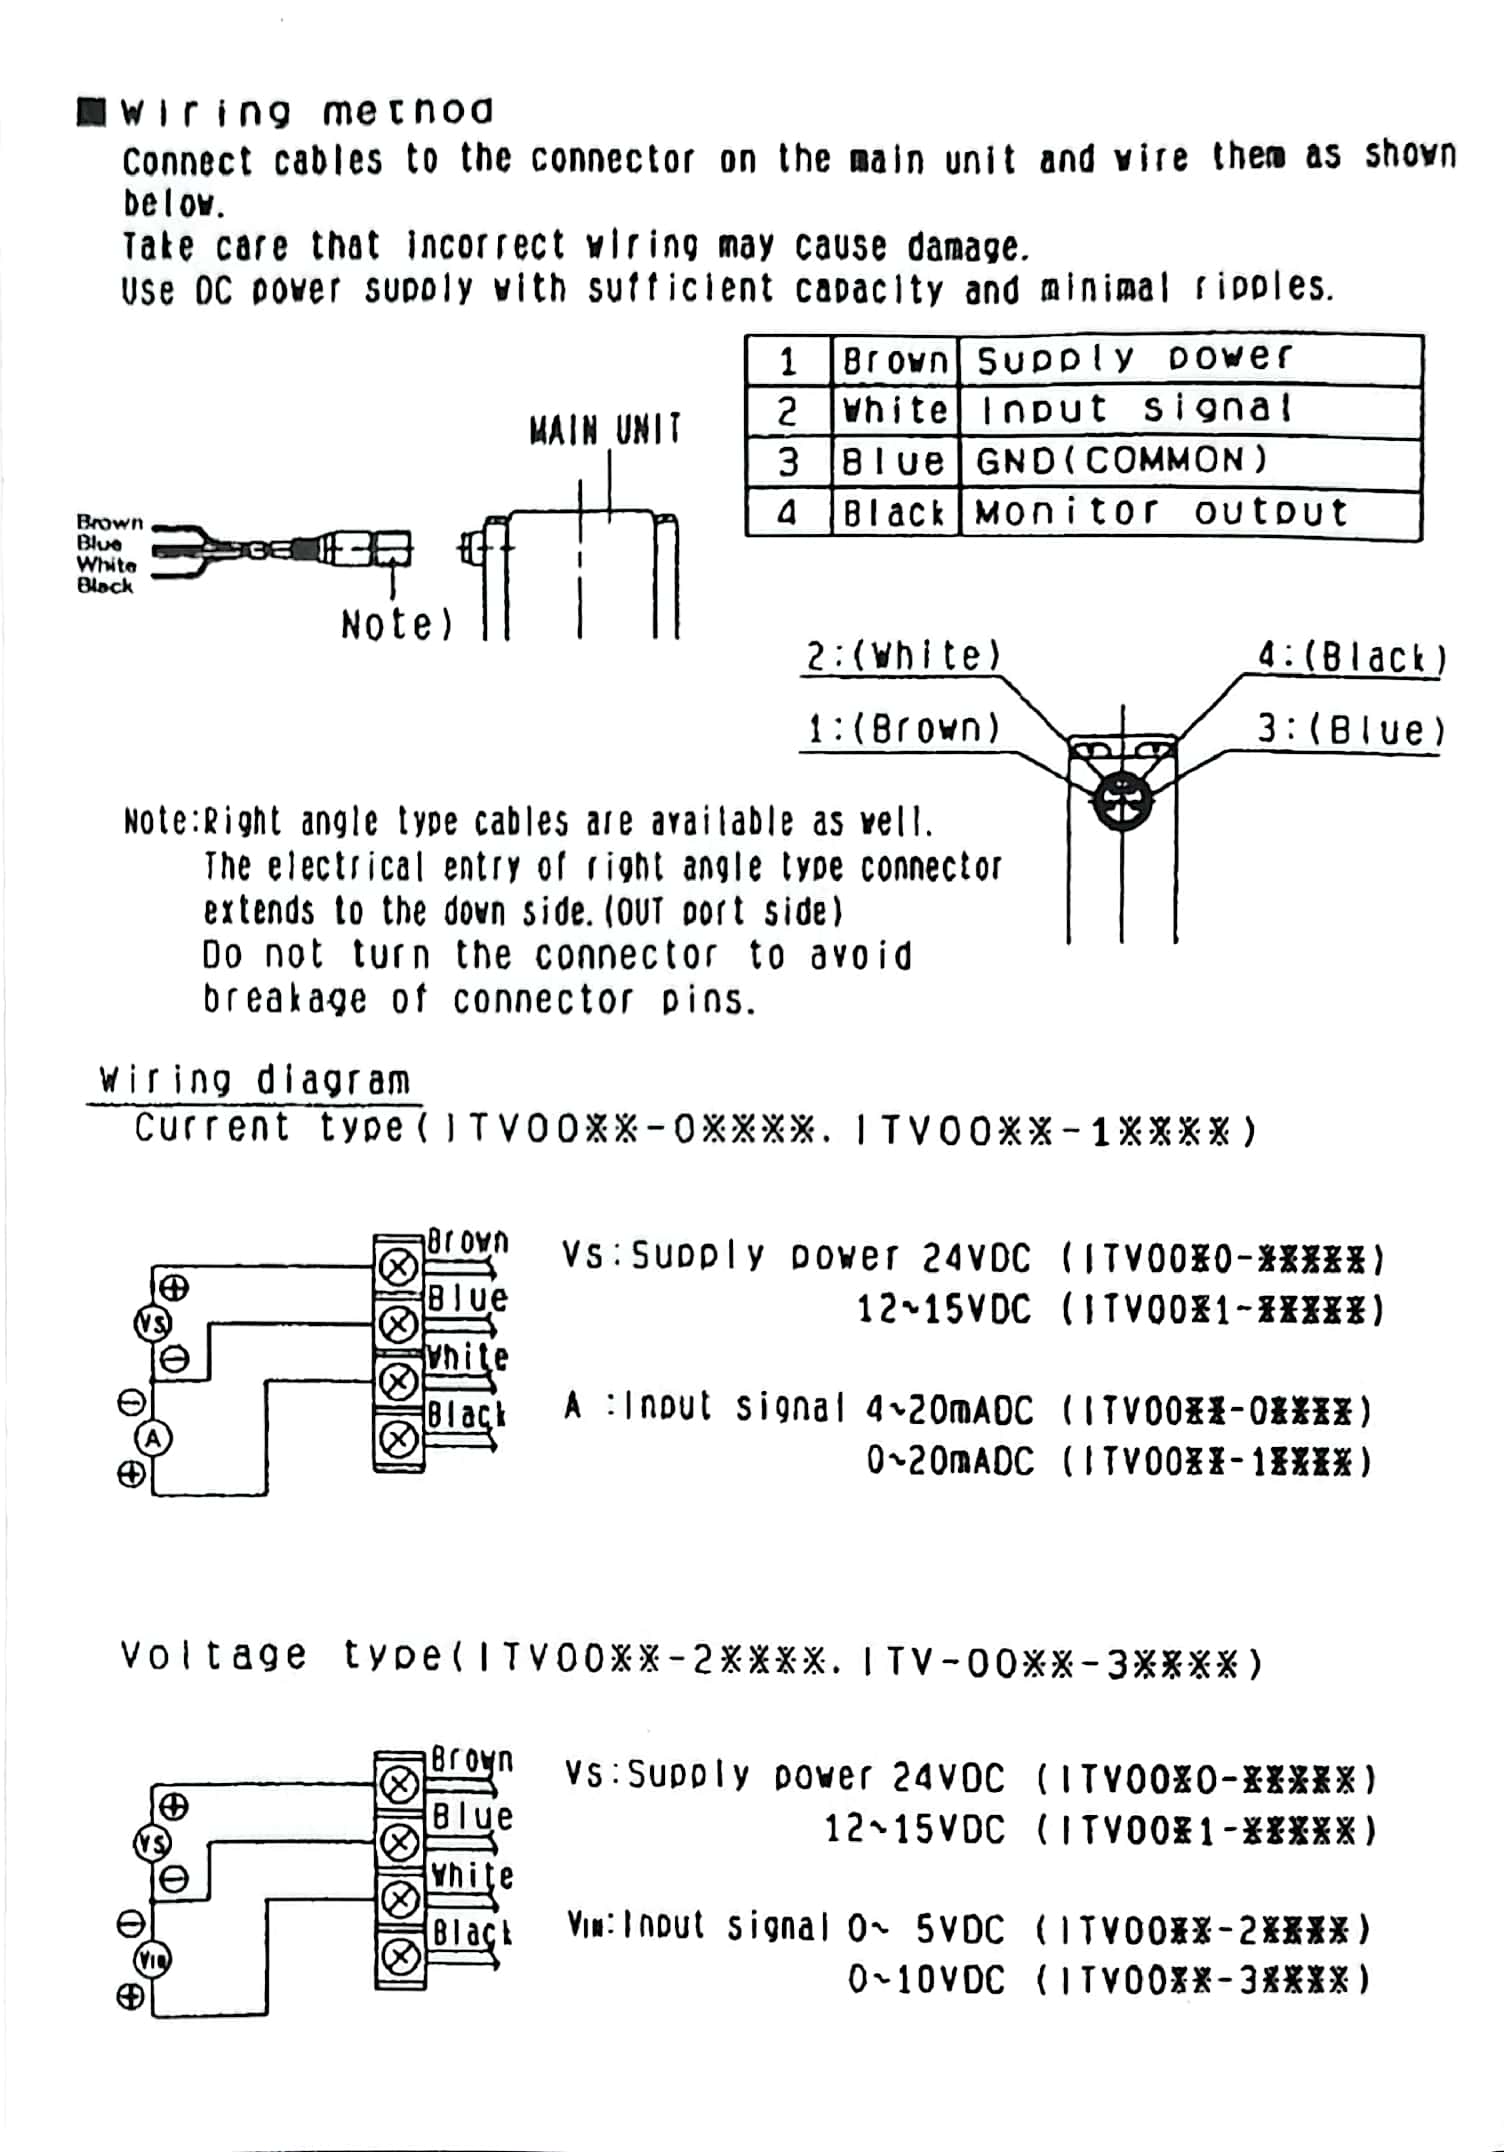 ■Wiring method
Connect cables to the connector on the main unit and wire them as shown
below.
Take care that incorrect wiring may cause damage.
Use DC power supply with sufficient capacity and minimal ripples.
1 Brown Supply power
2 White Input signal
3 Blue GND(COMMON)
4 Black Monitor output
MAIN UNIT
Brown
Blue
White
Black
Note)
2:(White)
4:(Black)
1:(Brown)
3:(Blue)
Note:Right angle type cables are available as well.
The electrical entry of right angle type connector
extends to the down side.(OUT port side)
Do not turn the connector to avoid
breakage of connector pins.
Wiring diagram
Current type(ITV00※※-0※※※※. ITV00※※-1※※※※)
Brown
⊕
Blue
VS
White
⊖
Black
⊖
A
⊕
Vs:Supply power 24VDC (ITV00※0-※※※※※)
12~15VDC (ITV00※1-※※※※※)
A :Input signal 4~20mADC (ITV00※※-0※※※※)
0~20mADC (ITV00※※-1※※※※)
Voltage type(ITV00※※-2※※※※. ITV-00※※-3※※※※)
Brown
⊕
Blue
VS
White
⊖
Black
⊖
VIN
⊕
Vs:Supply power 24VDC (ITV00※0-※※※※※)
12~15VDC (ITV00※1-※※※※※)
VIN:Input signal 0~ 5VDC (ITV00※※-2※※※※)
0~10VDC (ITV00※※-3※※※※)